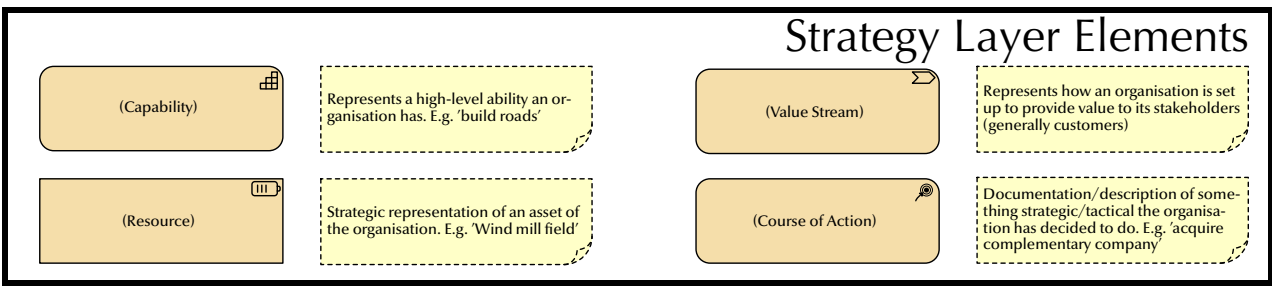 Strategy Layer Elements
(Capability)
Represents a high-level ability an or-
ganisation has. E.g. 'build roads'
(Value Stream)
Represents how an organisation is set
up to provide value to its stakeholders
(generally customers)
(Resource)
Strategic representation of an asset of
the organisation. E.g. 'Wind mill field'
(Course of Action)
Documentation/description of some-
thing strategic/tactical the organisa-
tion has decided to do. E.g. 'acquire
complementary company'